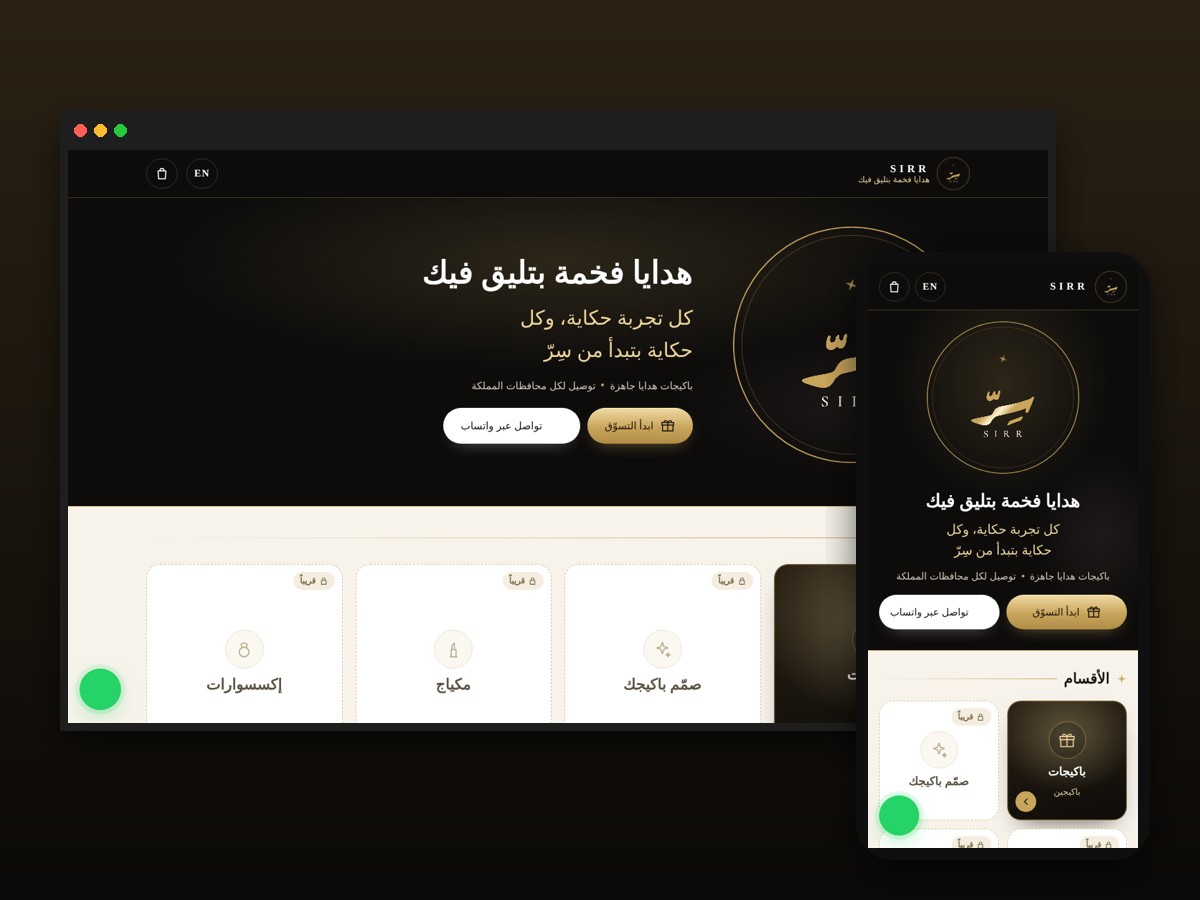 SIRR
هدايا فخمة بتليق فيك
EN
هدايا فخمة بتليق فيك
كل تجربة حكاية، وكل
حكاية بتبدأ من سِرّ
باكيجات هدايا جاهزة • توصيل لكل محافظات المملكة
ابدأ التسوّق
تواصل عبر واتساب
سِرّ
قريباً
صمّم باكيجك
قريباً
مكياج
قريباً
إكسسوارات
SIRR
EN
سِرّ
SIRR
هدايا فخمة بتليق فيك
كل تجربة حكاية، وكل
حكاية بتبدأ من سِرّ
باكيجات هدايا جاهزة • توصيل لكل محافظات المملكة
ابدأ التسوّق
تواصل عبر واتساب
الأقسام
باكيجات
باكيجين
قريباً
صمّم باكيجك
قريباً
قريباً